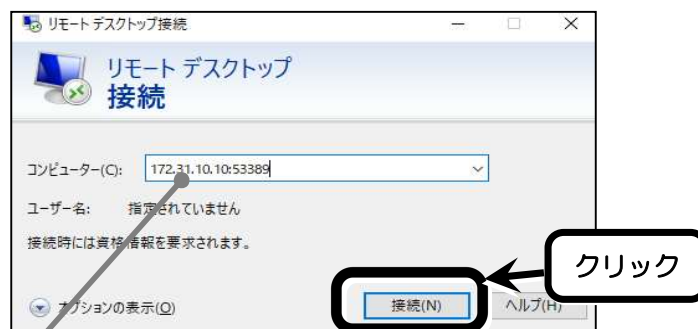 リモート デスクトップ接続
リモート デスクトップ
接続
コンピューター(C): 172.31.10.10:53389
ユーザー名: 指定されていません
接続時には資格情報を要求されます。
クリック
オプションの表示(O) 接続(N) ヘルプ(H)